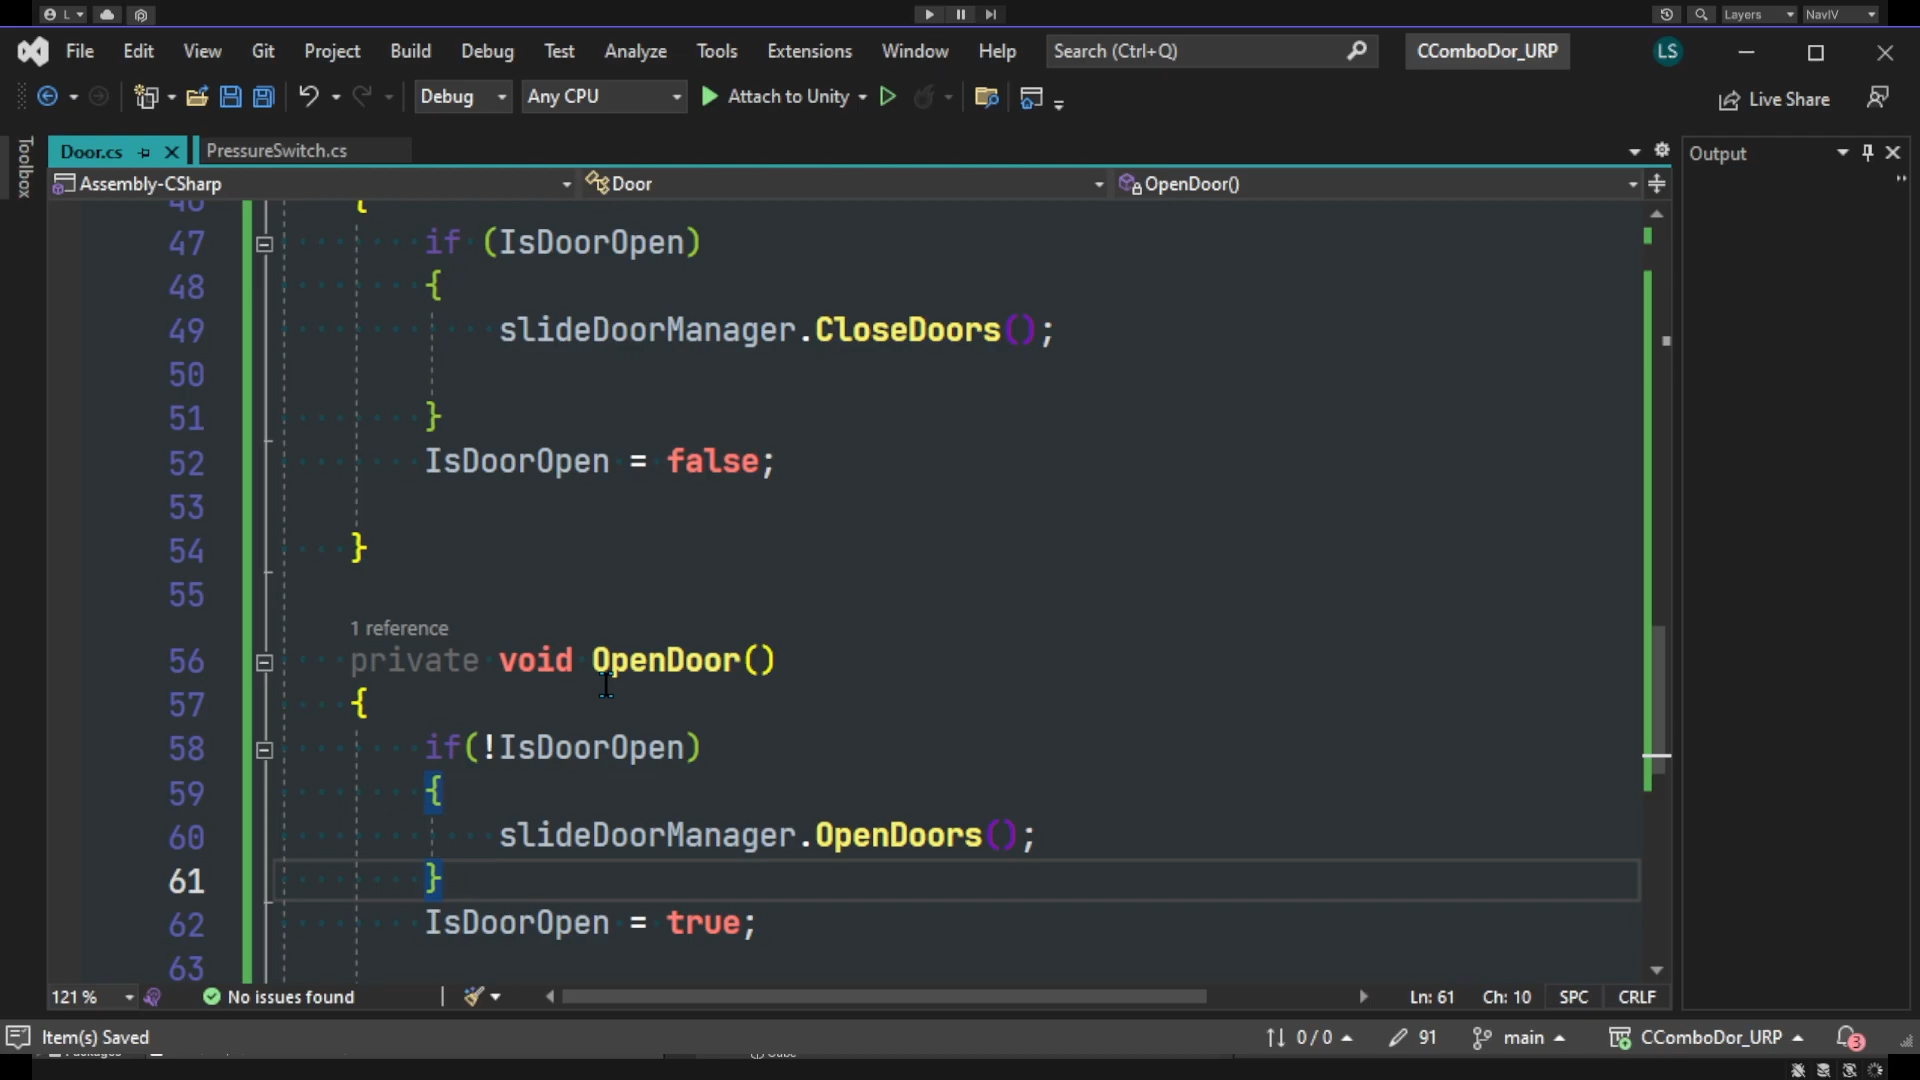 L
Layers
NavIV
File Edit View Git Project Build Debug Test Analyze Tools Extensions Window Help Search (Ctrl+Q) CComboDor_URP LS
Debug Any CPU Attach to Unity Live Share
Toolbox
Door.cs PressureSwitch.cs
Output
Assembly-CSharp Door OpenDoor()
46 {
47 if (IsDoorOpen)
48 {
49 slideDoorManager.CloseDoors();
50
51 }
52 IsDoorOpen = false;
53
54 }
55
1 reference
56 private void OpenDoor()
57 {
58 if(!IsDoorOpen)
59 {
60 slideDoorManager.OpenDoors();
61 }
62 IsDoorOpen = true;
63
121 % No issues found Ln: 61 Ch: 10 SPC CRLF
Item(s) Saved 0 / 0 91 main CComboDor_URP 3